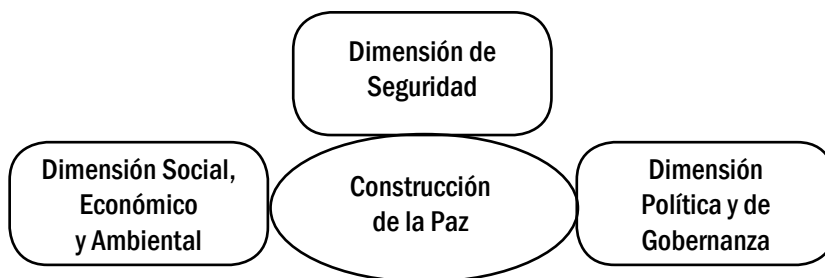 Dimensión de
Seguridad
Dimensión Social,
Económico
y Ambiental
Construcción
de la Paz
Dimensión
Política y de
Gobernanza